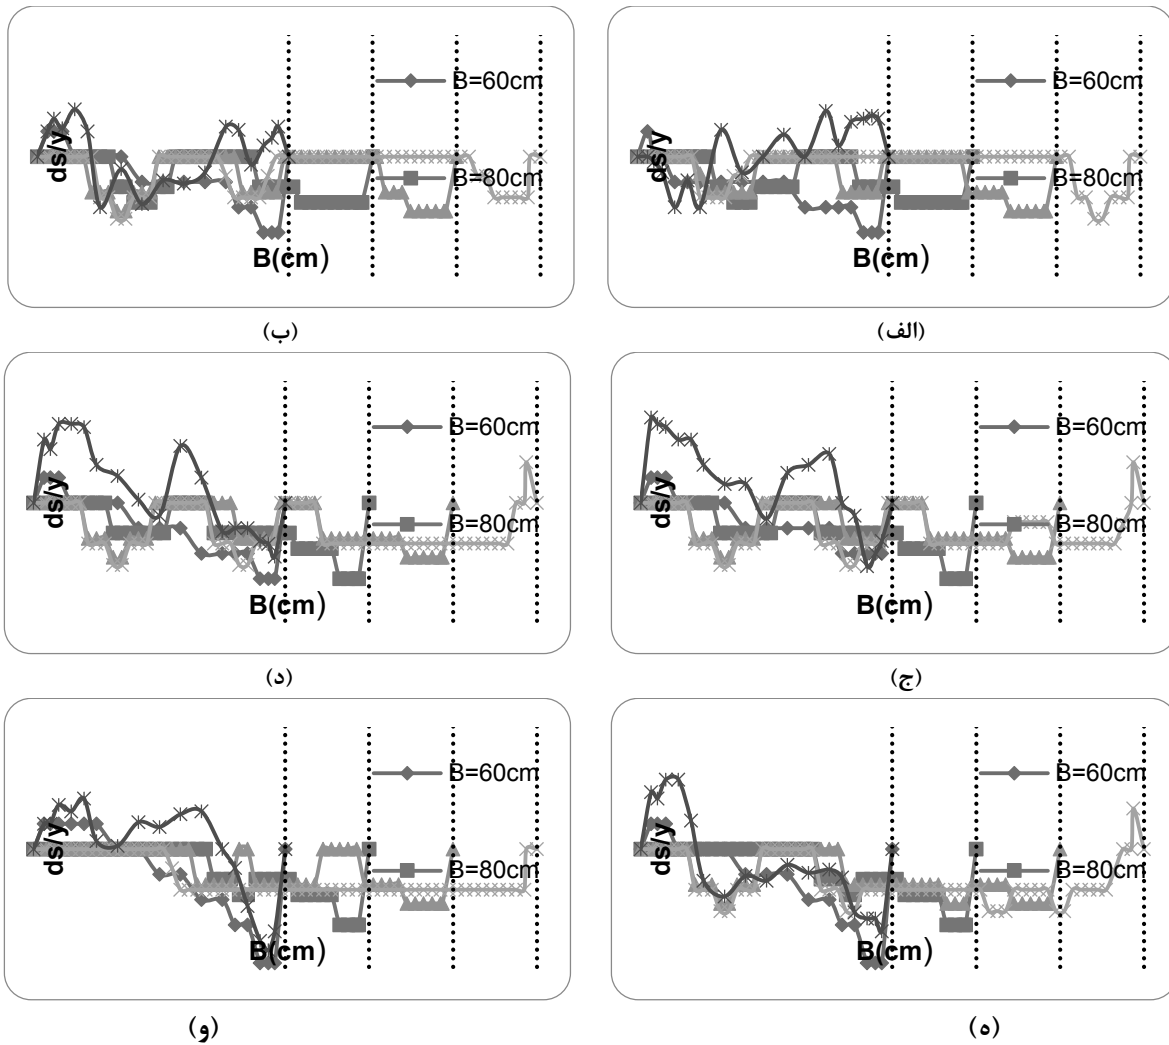 B=60cm
ds/y
B=80cm
B(cm)
(الف)
B=60cm
ds/y
B=80cm
B(cm)
(ب)
B=60cm
ds/y
B=80cm
B(cm)
(ج)
B=60cm
ds/y
B=80cm
B(cm)
(د)
B=60cm
ds/y
B=80cm
B(cm)
(ه)
B=60cm
ds/y
B=80cm
B(cm)
(و)